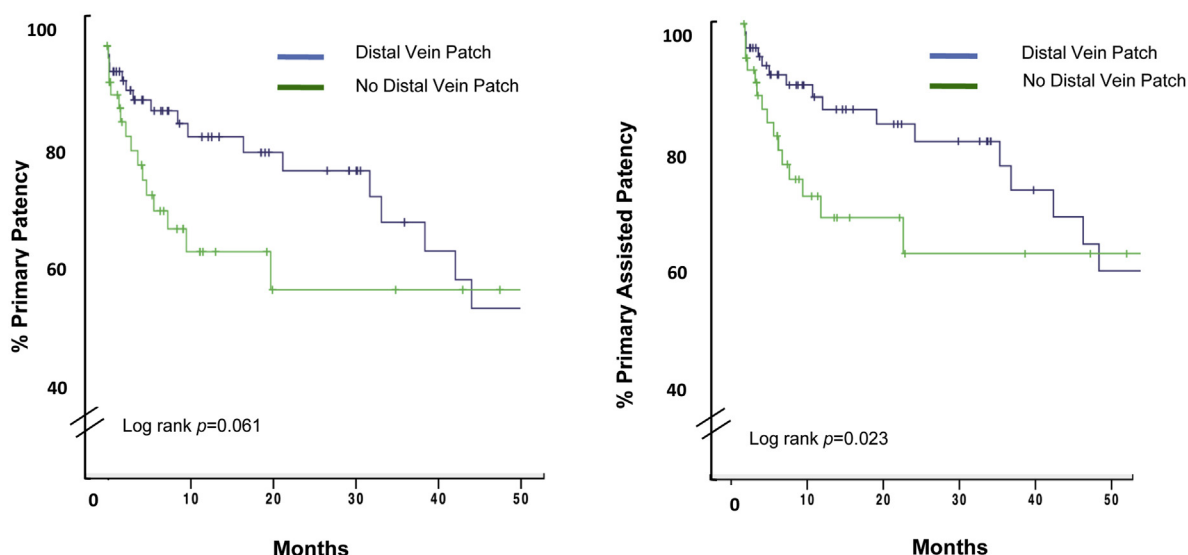 % Primary Patency
100
80
60
40
Distal Vein Patch
No Distal Vein Patch
Log rank p=0.061
0 10 20 30 40 50
Months
% Primary Assisted Patency
100
80
60
40
Distal Vein Patch
No Distal Vein Patch
Log rank p=0.023
0 10 20 30 40 50
Months